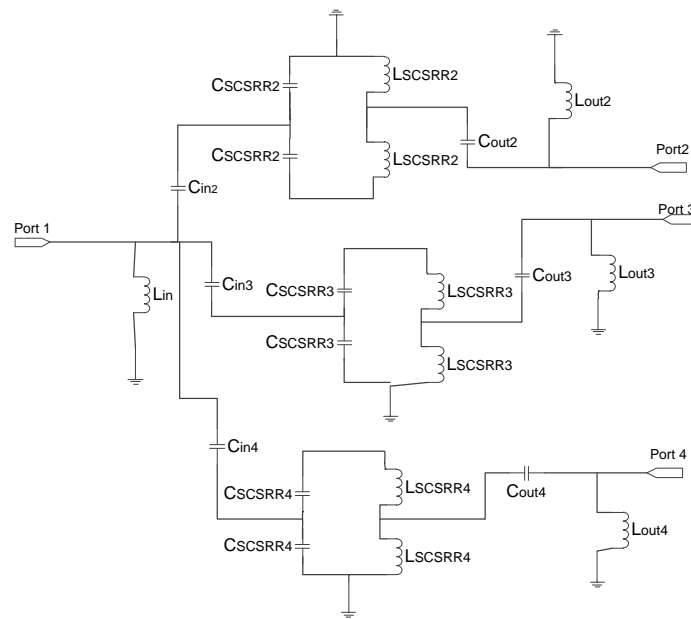 CSCSRR2
LSCSRR2
Lout2
CSCSRR2
LSCSRR2
Cout2
Port2
Cin2
Port 1
Port 3
Lin
Cin3
CSCSRR3
LSCSRR3
Cout3
Lout3
CSCSRR3
LSCSRR3
Cin4
CSCSRR4
LSCSRR4
Cout4
Port 4
CSCSRR4
LSCSRR4
Lout4